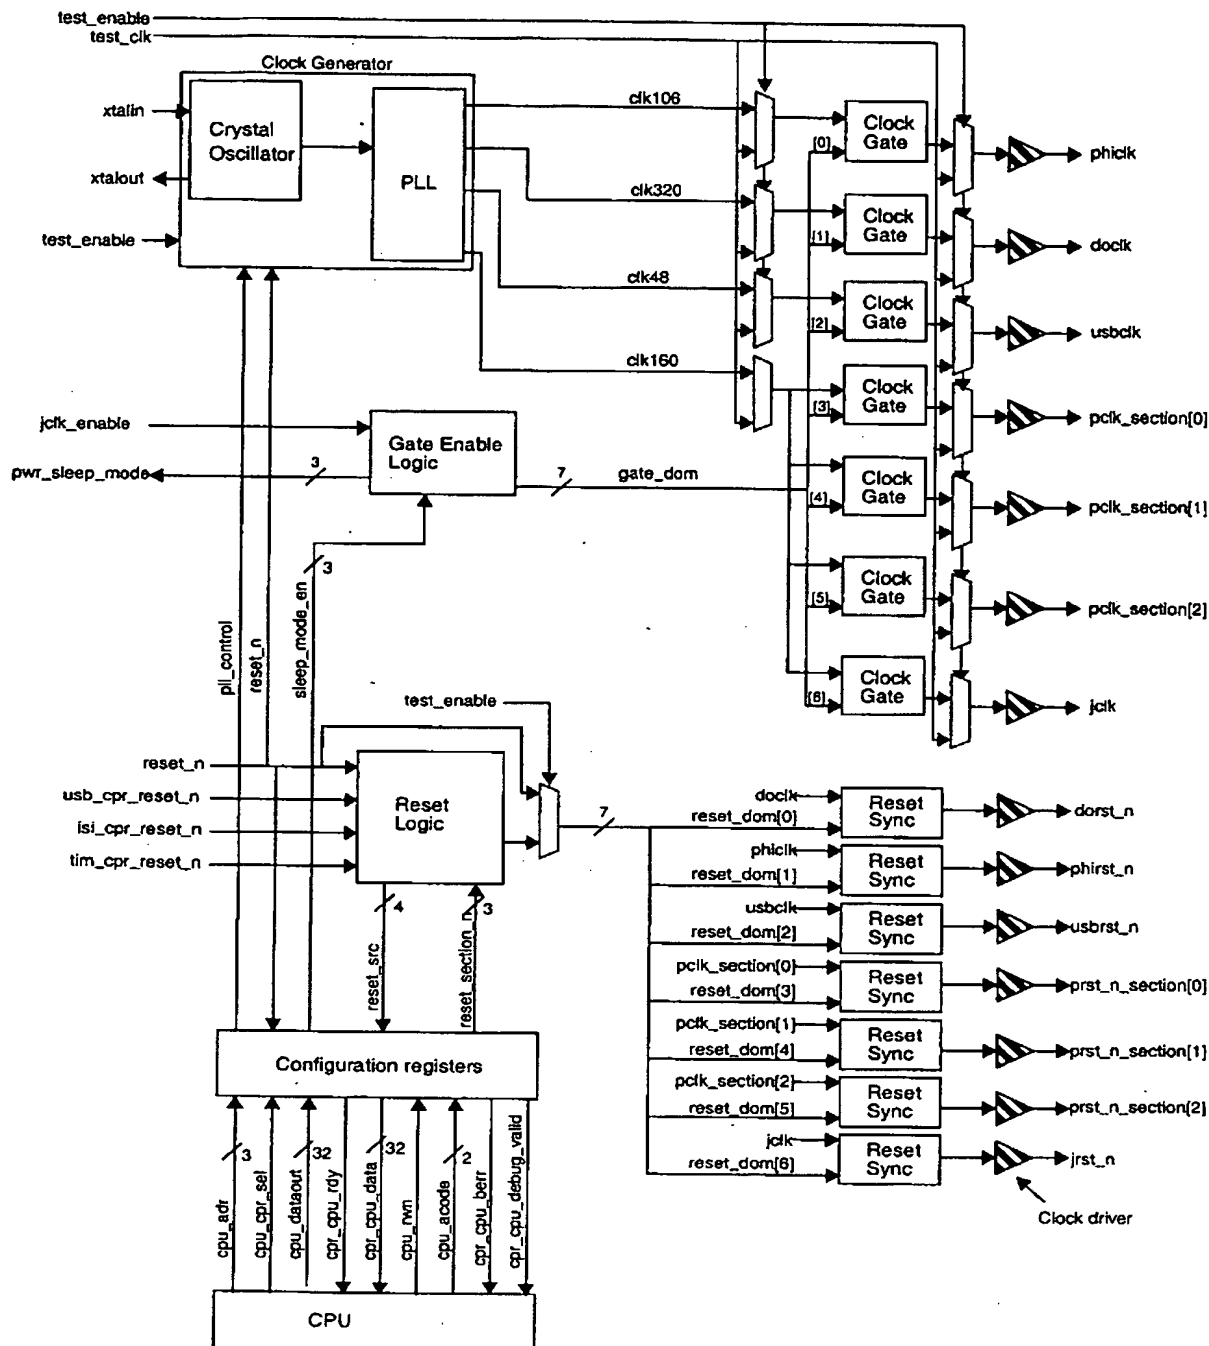 test_enable
test_clk
Clock Generator
xtalin
Crystal
Oscillator
PLL
xtalout
test_enable
clk106
clk320
clk48
clk160
[0]
Clock
Gate
phiclk
[1]
Clock
Gate
doclk
[2]
Clock
Gate
usbclk
[3]
Clock
Gate
pclk_section[0]
[4]
Clock
Gate
pclk_section[1]
[5]
Clock
Gate
pclk_section[2]
[6]
Clock
Gate
jclk
jclk_enable
Gate Enable
Logic
pwr_sleep_mode
3
7
gate_dom
3
pll_control
reset_n
sleep_mode_en
test_enable
reset_n
usb_cpr_reset_n
isi_cpr_reset_n
tim_cpr_reset_n
Reset
Logic
7
4
3
reset_src
reset_section_n
doclk
reset_dom[0]
Reset
Sync
dorst_n
phiclk
reset_dom[1]
Reset
Sync
phirst_n
usbclk
reset_dom[2]
Reset
Sync
usbrst_n
pclk_section[0]
reset_dom[3]
Reset
Sync
prst_n_section[0]
pclk_section[1]
reset_dom[4]
Reset
Sync
prst_n_section[1]
pclk_section[2]
reset_dom[5]
Reset
Sync
prst_n_section[2]
jclk
reset_dom[6]
Reset
Sync
jrst_n
Clock driver
Configuration registers
3
32
32
2
cpu_adr
cpu_cpr_sel
cpu_dataout
cpr_cpu_rdy
cpr_cpu_data
cpu_rwn
cpu_acode
cpr_cpu_berr
cpr_cpu_debug_valid
CPU